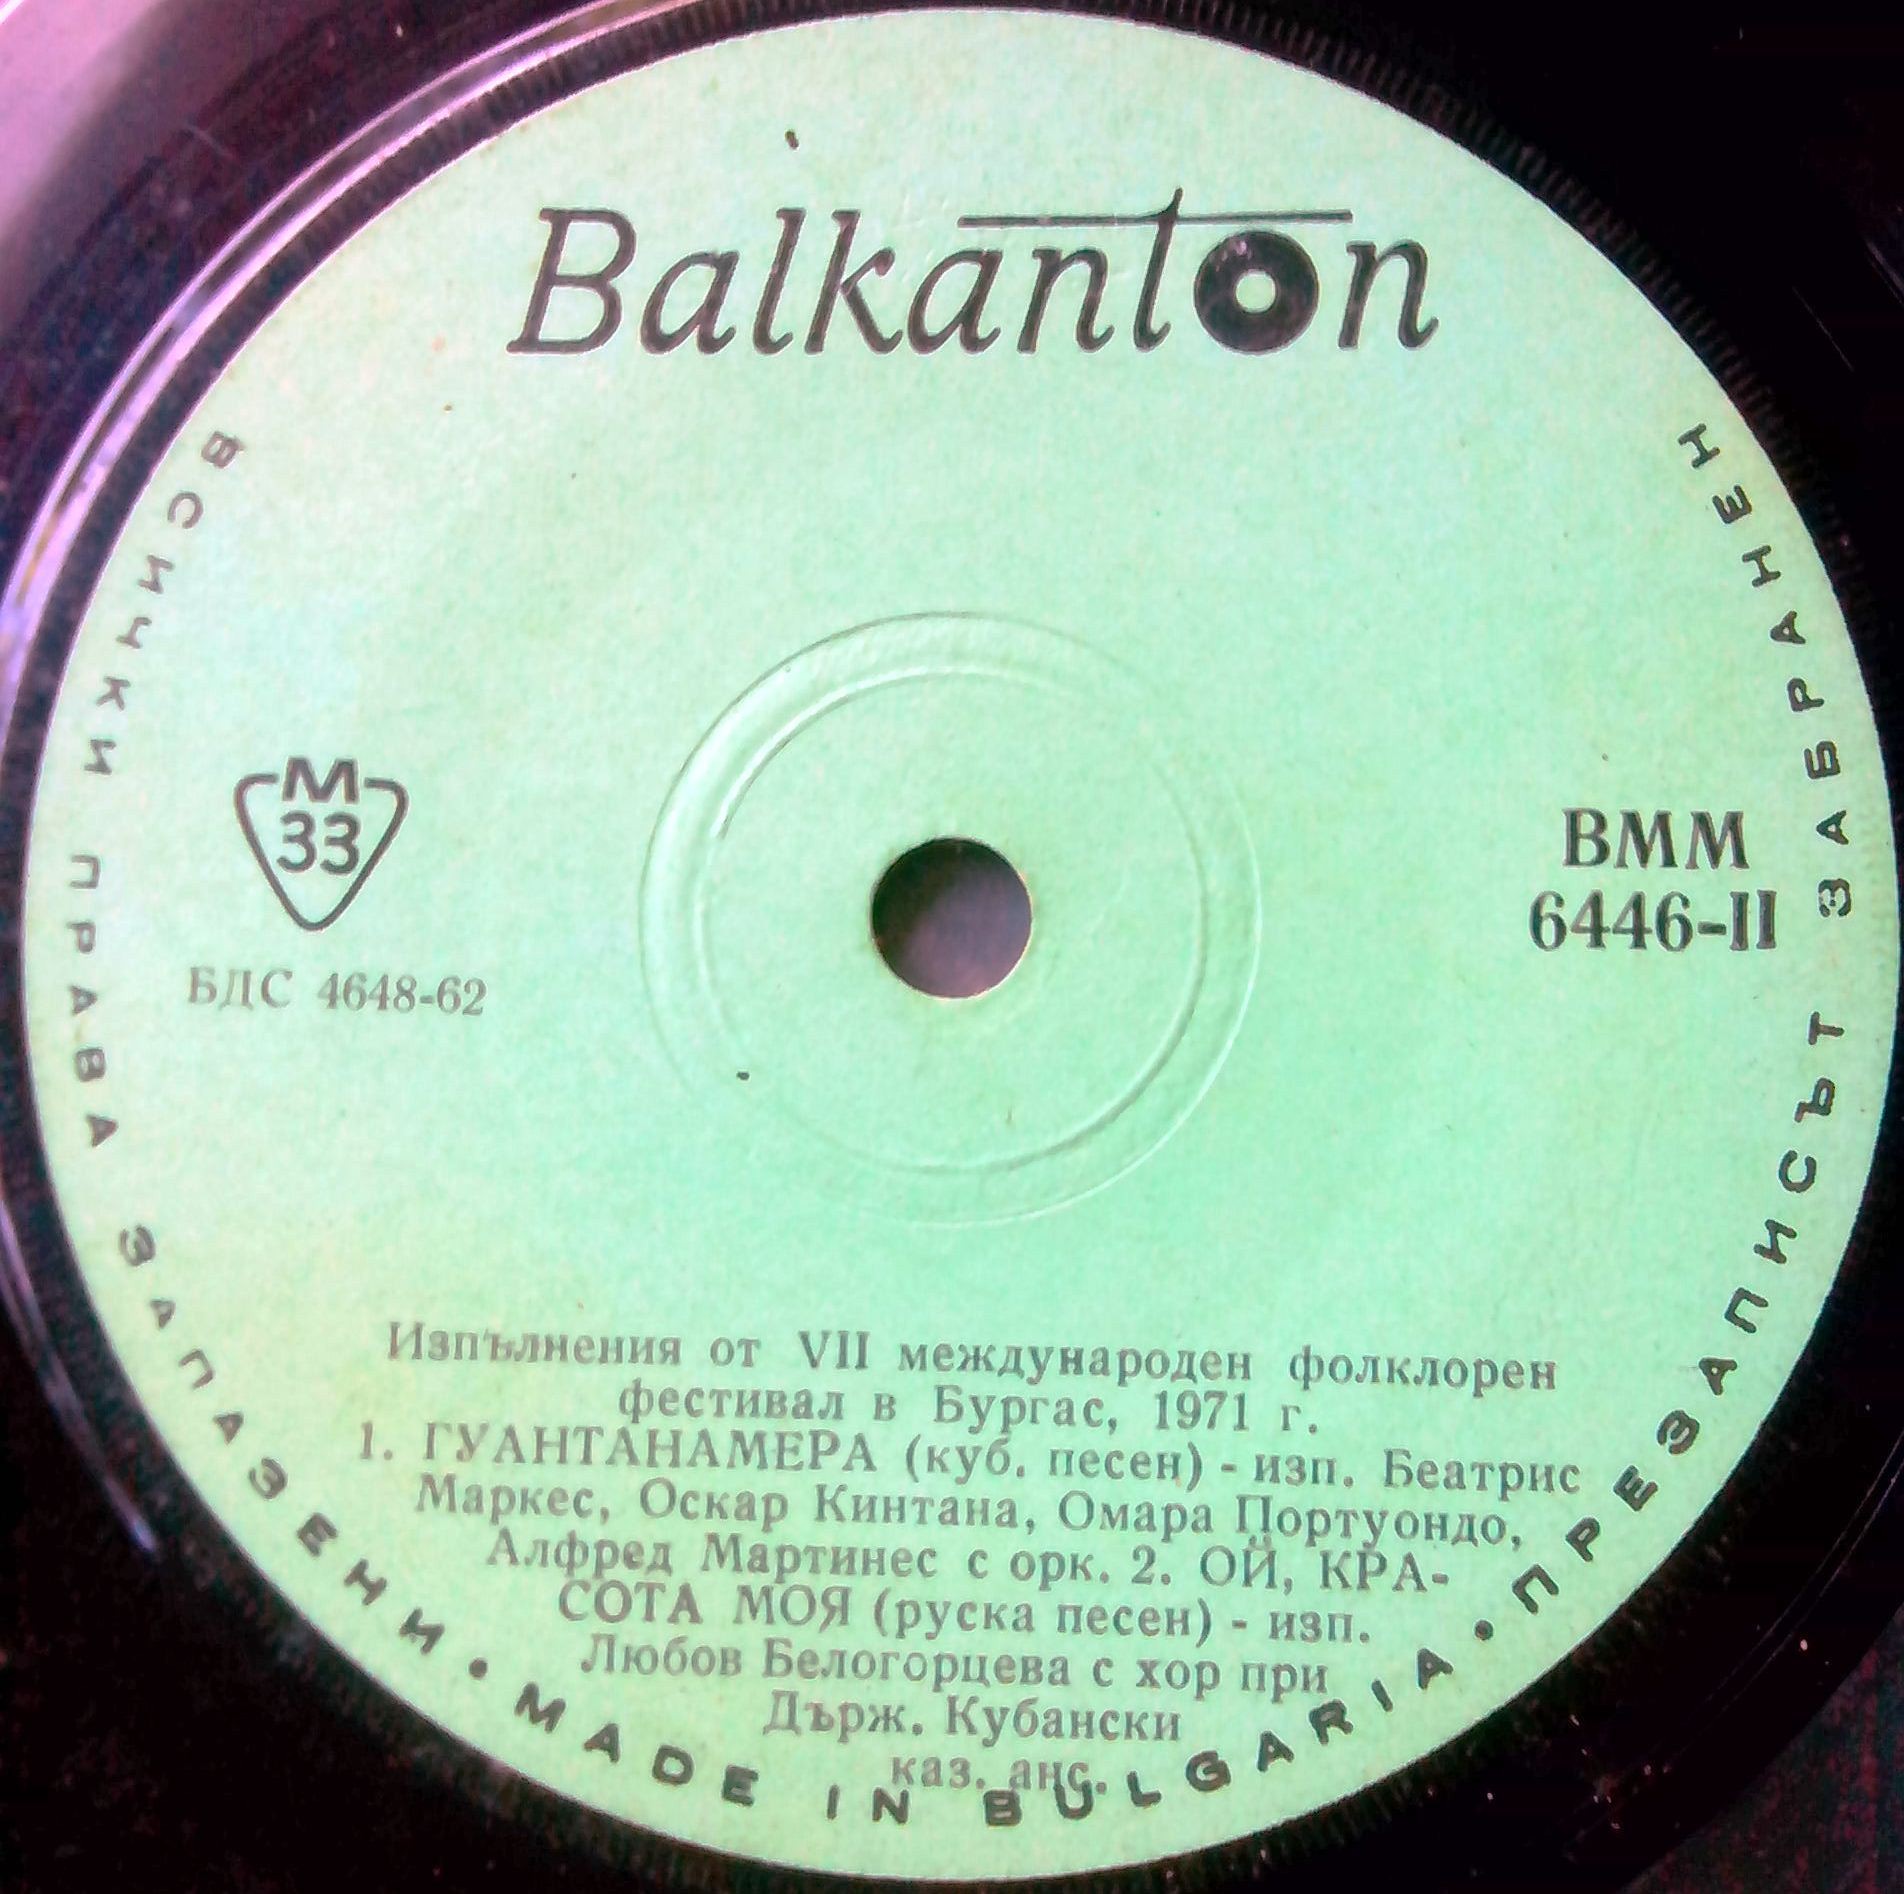 Balkanton
М
33
БДС 4648-62
ВММ
6446-II
Изпълнения от VII международен фолклорен
фестивал в Бургас, 1971 г.
1. ГУАНТАНАМЕРА (куб. песен) - изп. Беатрис
Маркес, Оскар Кинтана, Омара Портуондо,
Алфред Мартинес с орк. 2. ОЙ, КРА-
СОТА МОЯ (руска песен) - изп.
Любов Белогорцева с хор при
Държ. Кубански
каз. анс.
ВСИЧКИ ПРАВА ЗАПАЗЕНИ • MADE IN BULGARIA • ПРЕЗАПИСЪТ ЗАБРАНЕН